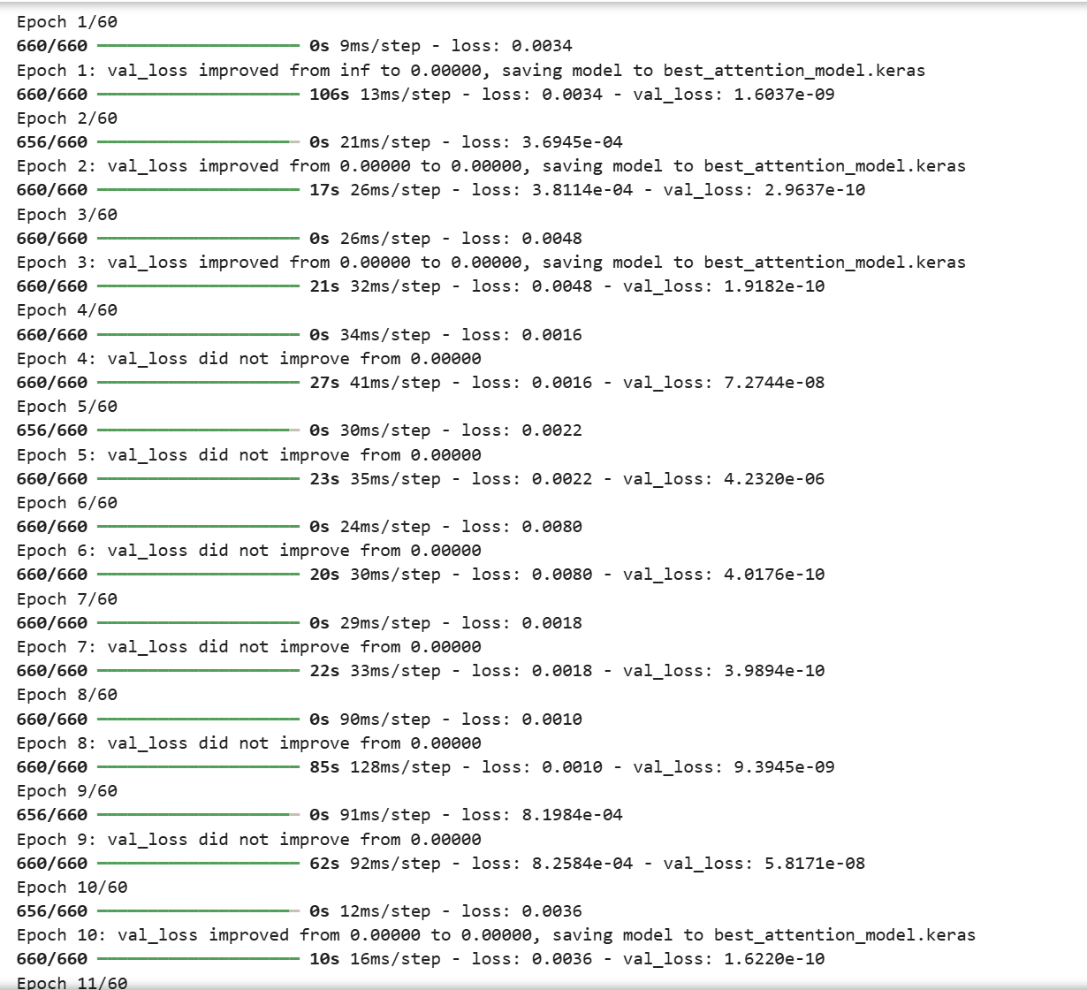 Epoch 1/60
660/660 ━━━━━━━━━━━━━━━━━━━━ 0s 9ms/step - loss: 0.0034
Epoch 1: val_loss improved from inf to 0.00000, saving model to best_attention_model.keras
660/660 ━━━━━━━━━━━━━━━━━━━━ 106s 13ms/step - loss: 0.0034 - val_loss: 1.6037e-09
Epoch 2/60
656/660 ━━━━━━━━━━━━━━━━━━━━ 0s 21ms/step - loss: 3.6945e-04
Epoch 2: val_loss improved from 0.00000 to 0.00000, saving model to best_attention_model.keras
660/660 ━━━━━━━━━━━━━━━━━━━━ 17s 26ms/step - loss: 3.8114e-04 - val_loss: 2.9637e-10
Epoch 3/60
660/660 ━━━━━━━━━━━━━━━━━━━━ 0s 26ms/step - loss: 0.0048
Epoch 3: val_loss improved from 0.00000 to 0.00000, saving model to best_attention_model.keras
660/660 ━━━━━━━━━━━━━━━━━━━━ 21s 32ms/step - loss: 0.0048 - val_loss: 1.9182e-10
Epoch 4/60
660/660 ━━━━━━━━━━━━━━━━━━━━ 0s 34ms/step - loss: 0.0016
Epoch 4: val_loss did not improve from 0.00000
660/660 ━━━━━━━━━━━━━━━━━━━━ 27s 41ms/step - loss: 0.0016 - val_loss: 7.2744e-08
Epoch 5/60
656/660 ━━━━━━━━━━━━━━━━━━━━ 0s 30ms/step - loss: 0.0022
Epoch 5: val_loss did not improve from 0.00000
660/660 ━━━━━━━━━━━━━━━━━━━━ 23s 35ms/step - loss: 0.0022 - val_loss: 4.2320e-06
Epoch 6/60
660/660 ━━━━━━━━━━━━━━━━━━━━ 0s 24ms/step - loss: 0.0080
Epoch 6: val_loss did not improve from 0.00000
660/660 ━━━━━━━━━━━━━━━━━━━━ 20s 30ms/step - loss: 0.0080 - val_loss: 4.0176e-10
Epoch 7/60
660/660 ━━━━━━━━━━━━━━━━━━━━ 0s 29ms/step - loss: 0.0018
Epoch 7: val_loss did not improve from 0.00000
660/660 ━━━━━━━━━━━━━━━━━━━━ 22s 33ms/step - loss: 0.0018 - val_loss: 3.9894e-10
Epoch 8/60
660/660 ━━━━━━━━━━━━━━━━━━━━ 0s 90ms/step - loss: 0.0010
Epoch 8: val_loss did not improve from 0.00000
660/660 ━━━━━━━━━━━━━━━━━━━━ 85s 128ms/step - loss: 0.0010 - val_loss: 9.3945e-09
Epoch 9/60
656/660 ━━━━━━━━━━━━━━━━━━━━ 0s 91ms/step - loss: 8.1984e-04
Epoch 9: val_loss did not improve from 0.00000
660/660 ━━━━━━━━━━━━━━━━━━━━ 62s 92ms/step - loss: 8.2584e-04 - val_loss: 5.8171e-08
Epoch 10/60
656/660 ━━━━━━━━━━━━━━━━━━━━ 0s 12ms/step - loss: 0.0036
Epoch 10: val_loss improved from 0.00000 to 0.00000, saving model to best_attention_model.keras
660/660 ━━━━━━━━━━━━━━━━━━━━ 10s 16ms/step - loss: 0.0036 - val_loss: 1.6220e-10
Epoch 11/60